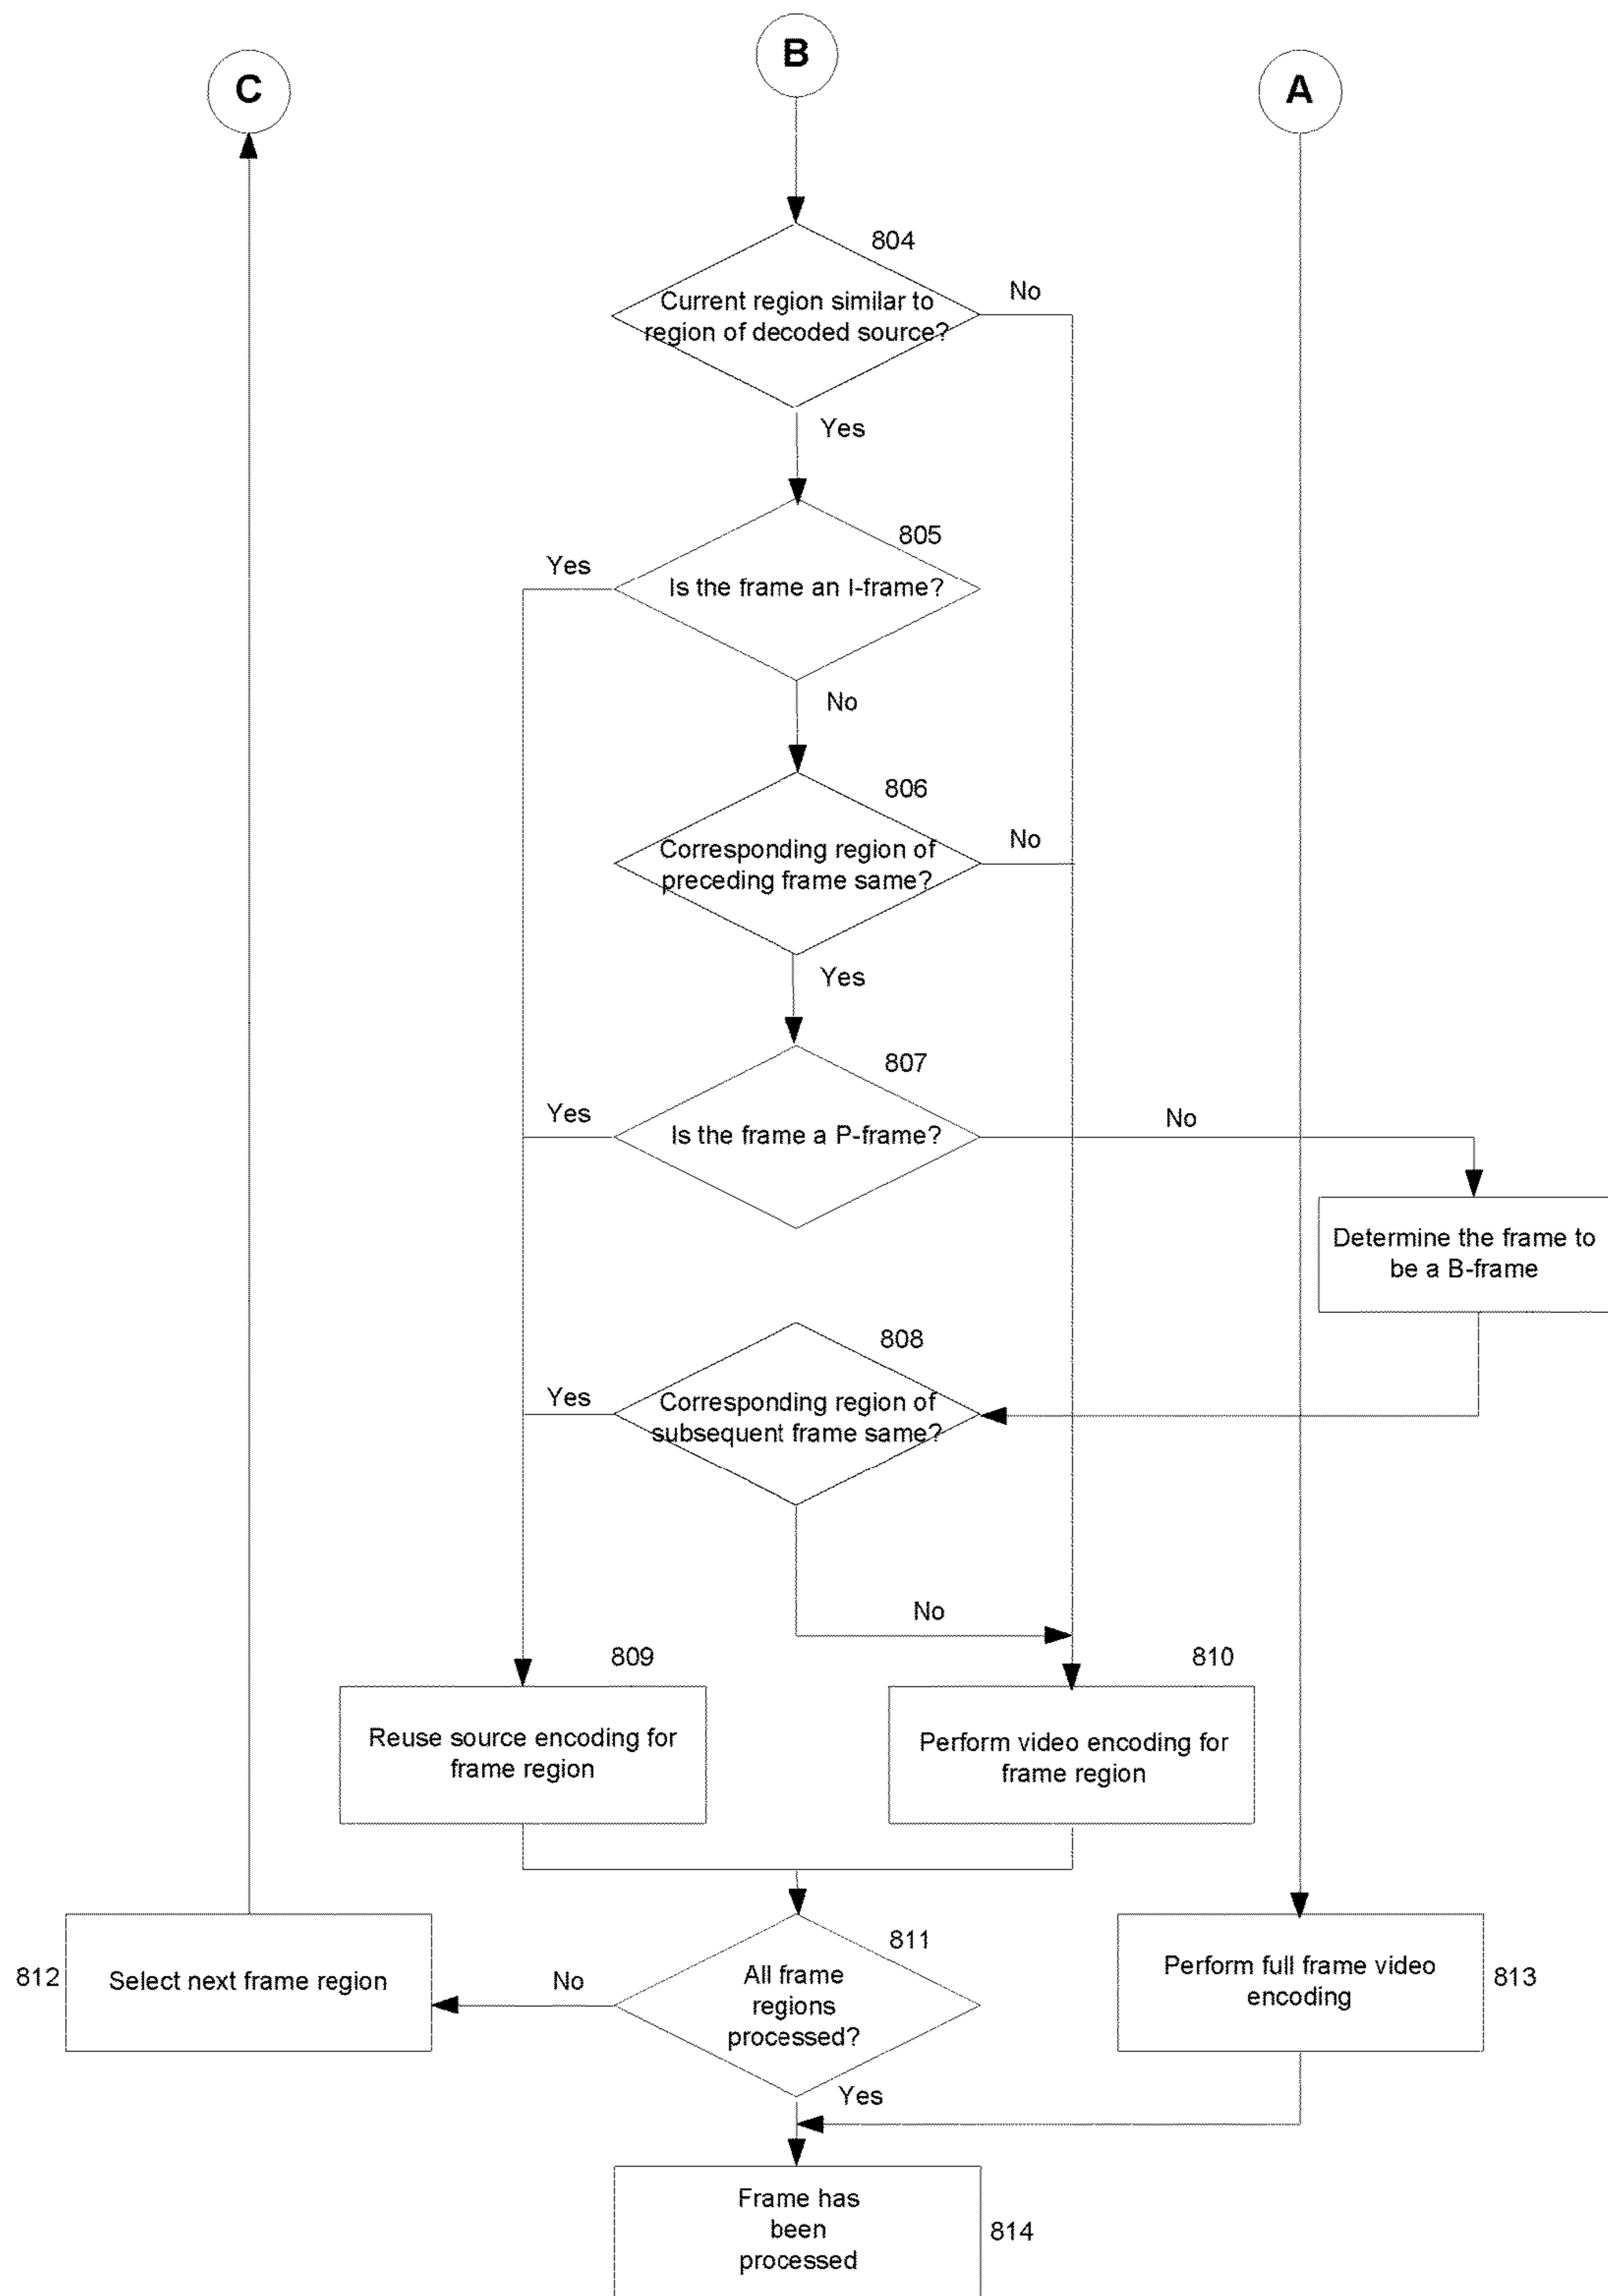 B
C
A
804
Current region similar to
region of decoded source?
No
Yes
805
Yes
Is the frame an I-frame?
No
806
Corresponding region of
preceding frame same?
No
Yes
807
Yes
Is the frame a P-frame?
No
Determine the frame to
be a B-frame
808
Yes
Corresponding region of
subsequent frame same?
No
809
810
Reuse source encoding for
frame region
Perform video encoding for
frame region
811
812
Select next frame region
No
All frame
regions
processed?
Perform full frame video
encoding
813
Yes
Frame has
been
processed
814